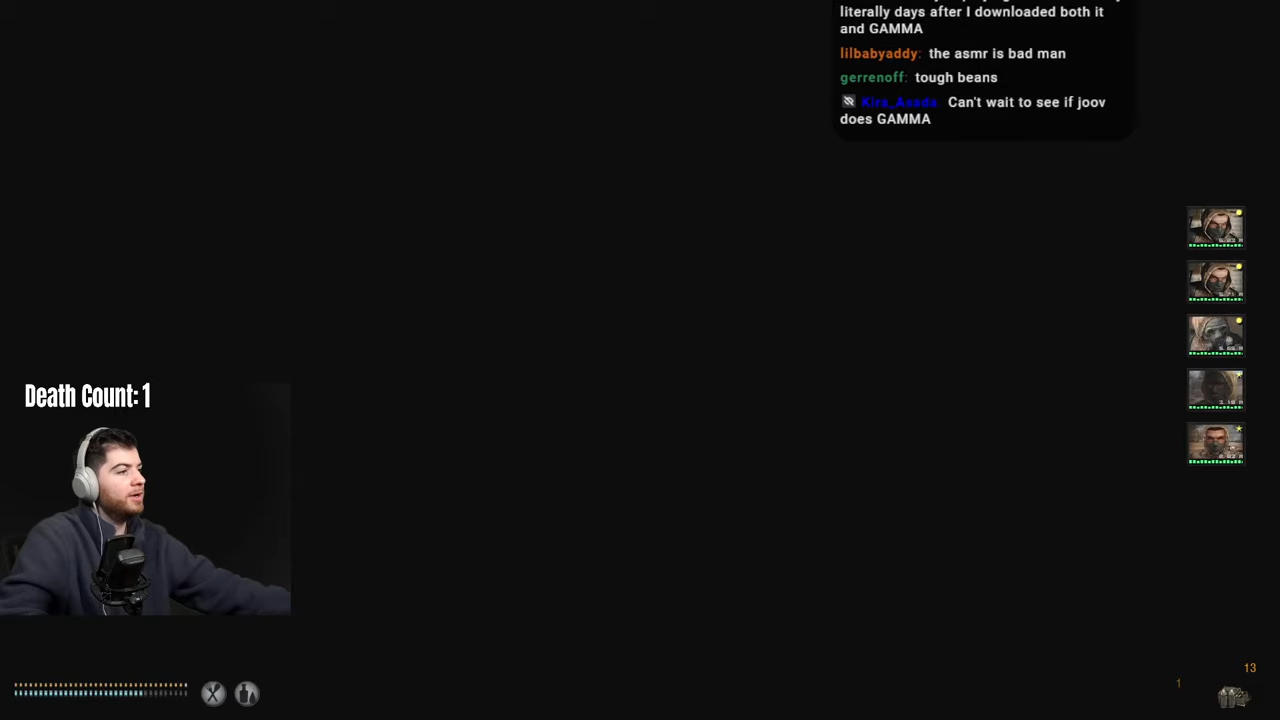 literally days after I downloaded both it
and GAMMA
lilbabyaddy: the asmr is bad man
gerrenoff: tough beans
Kira_Asada: Can't wait to see if joov
does GAMMA
Death Count: 1
13
1